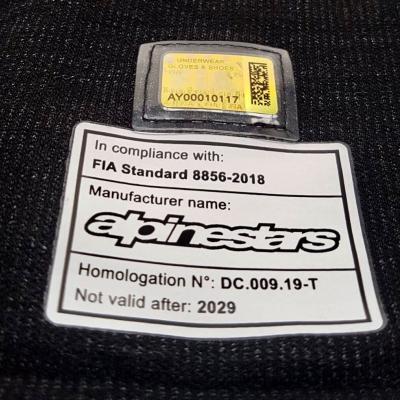 UNDERWEAR
GLOVES & SHOES
AY00010117
FIA
In compliance with:
FIA Standard 8856-2018
Manufacturer name:
alpinestars
Homologation N°: DC.009.19-T
Not valid after: 2029